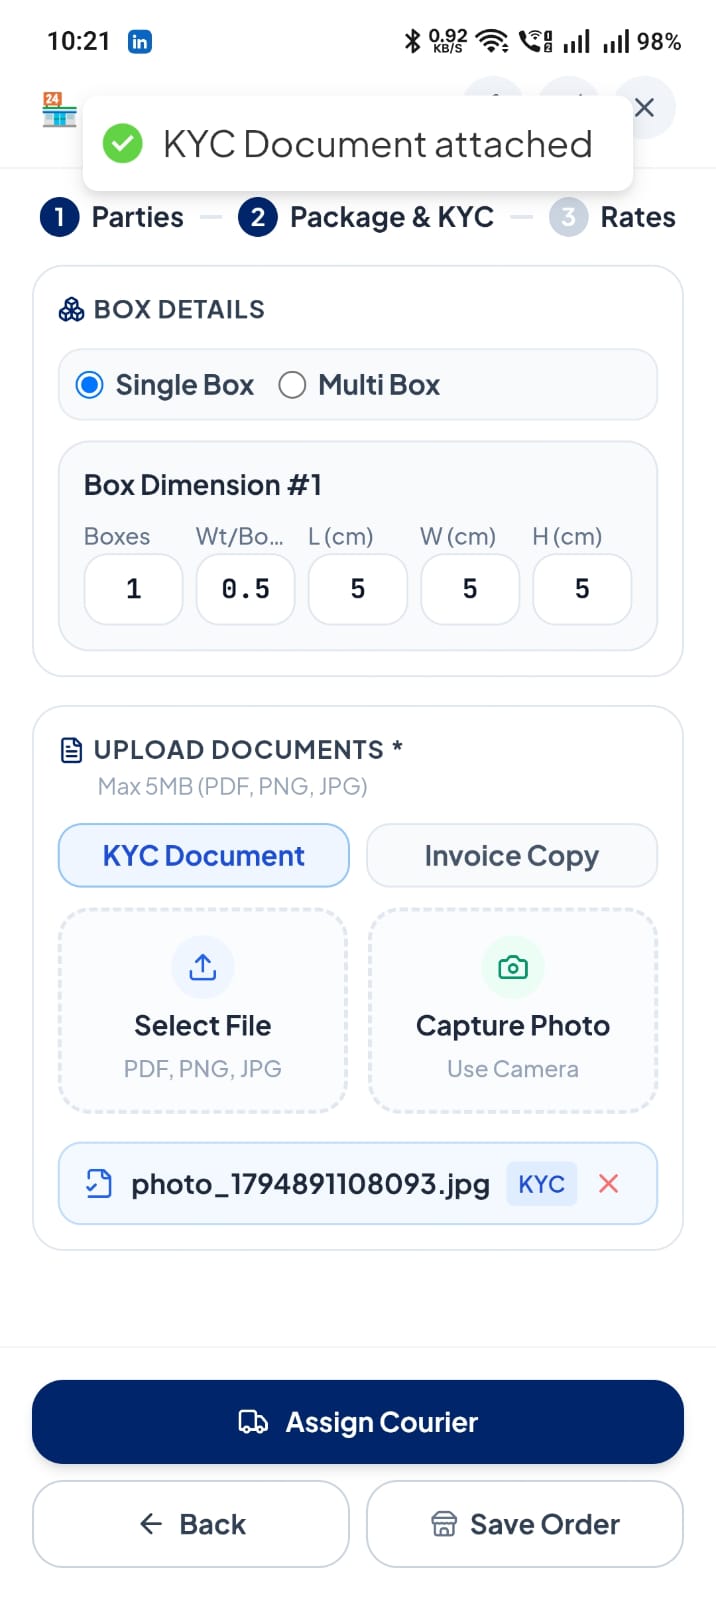 10:21 in 0.92 KB/S 98%
24
KYC Document attached
1 Parties 2 Package & KYC 3 Rates
BOX DETAILS
Single Box Multi Box
Box Dimension #1
Boxes Wt/Bo... L (cm) W (cm) H (cm)
1 0.5 5 5 5
UPLOAD DOCUMENTS *
Max 5MB (PDF, PNG, JPG)
KYC Document Invoice Copy
Select File Capture Photo
PDF, PNG, JPG Use Camera
photo_1794891108093.jpg KYC
Assign Courier
Back Save Order